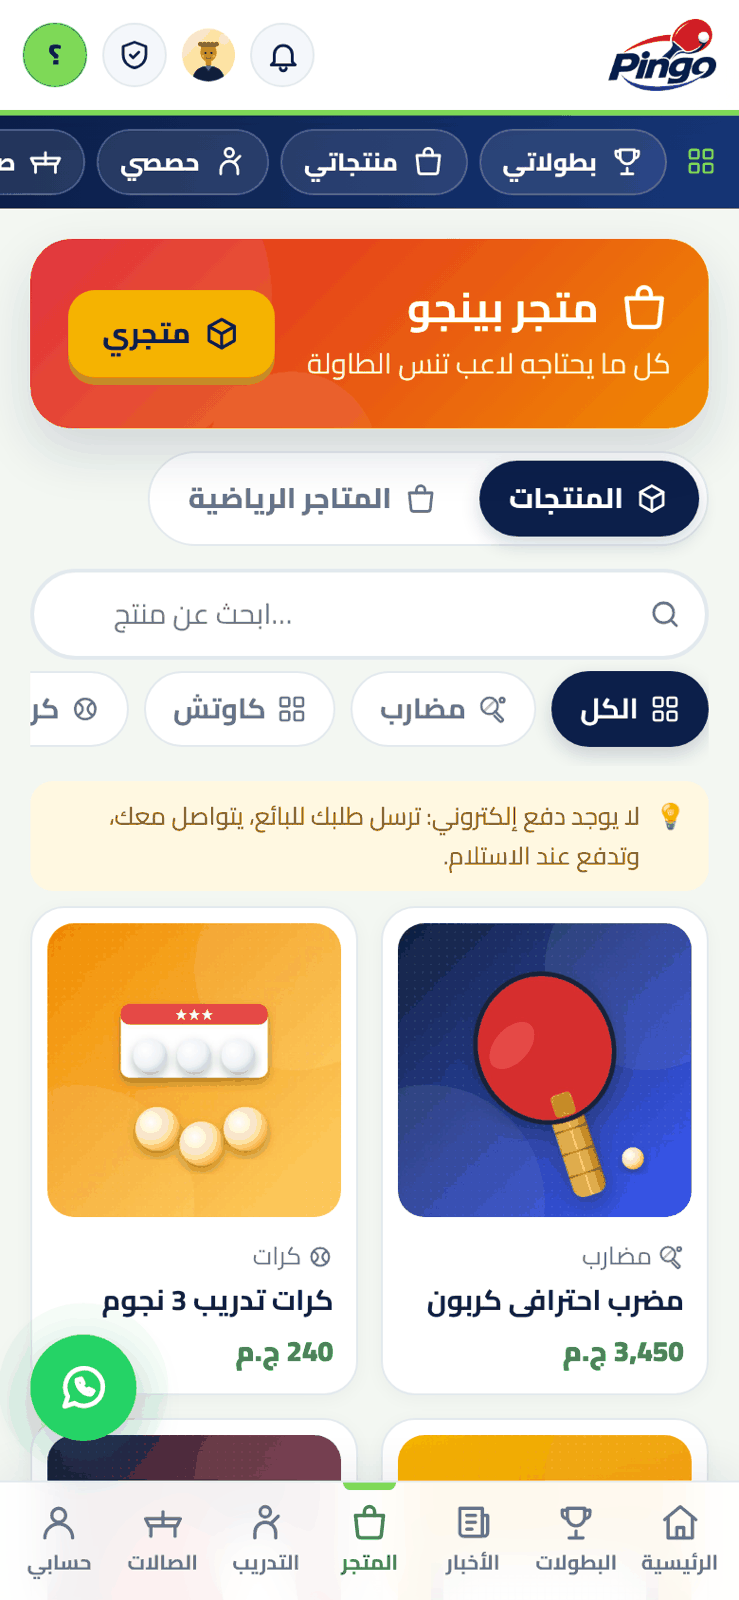 Pingo
؟
بطولاتي
منتجاتي
حصصي
متجر بينجو
كل ما يحتاجه لاعب تنس الطاولة
متجري
المنتجات
المتاجر الرياضية
ابحث عن منتج...
الكل
مضارب
كاوتش
كر
لا يوجد دفع إلكتروني: ترسل طلبك للبائع، يتواصل معك،
وتدفع عند الاستلام.
مضارب
مضرب احترافي كربون
3,450 ج.م
كرات
كرات تدريب 3 نجوم
240 ج.م
الرئيسية
البطولات
الأخبار
المتجر
التدريب
الصالات
حسابي